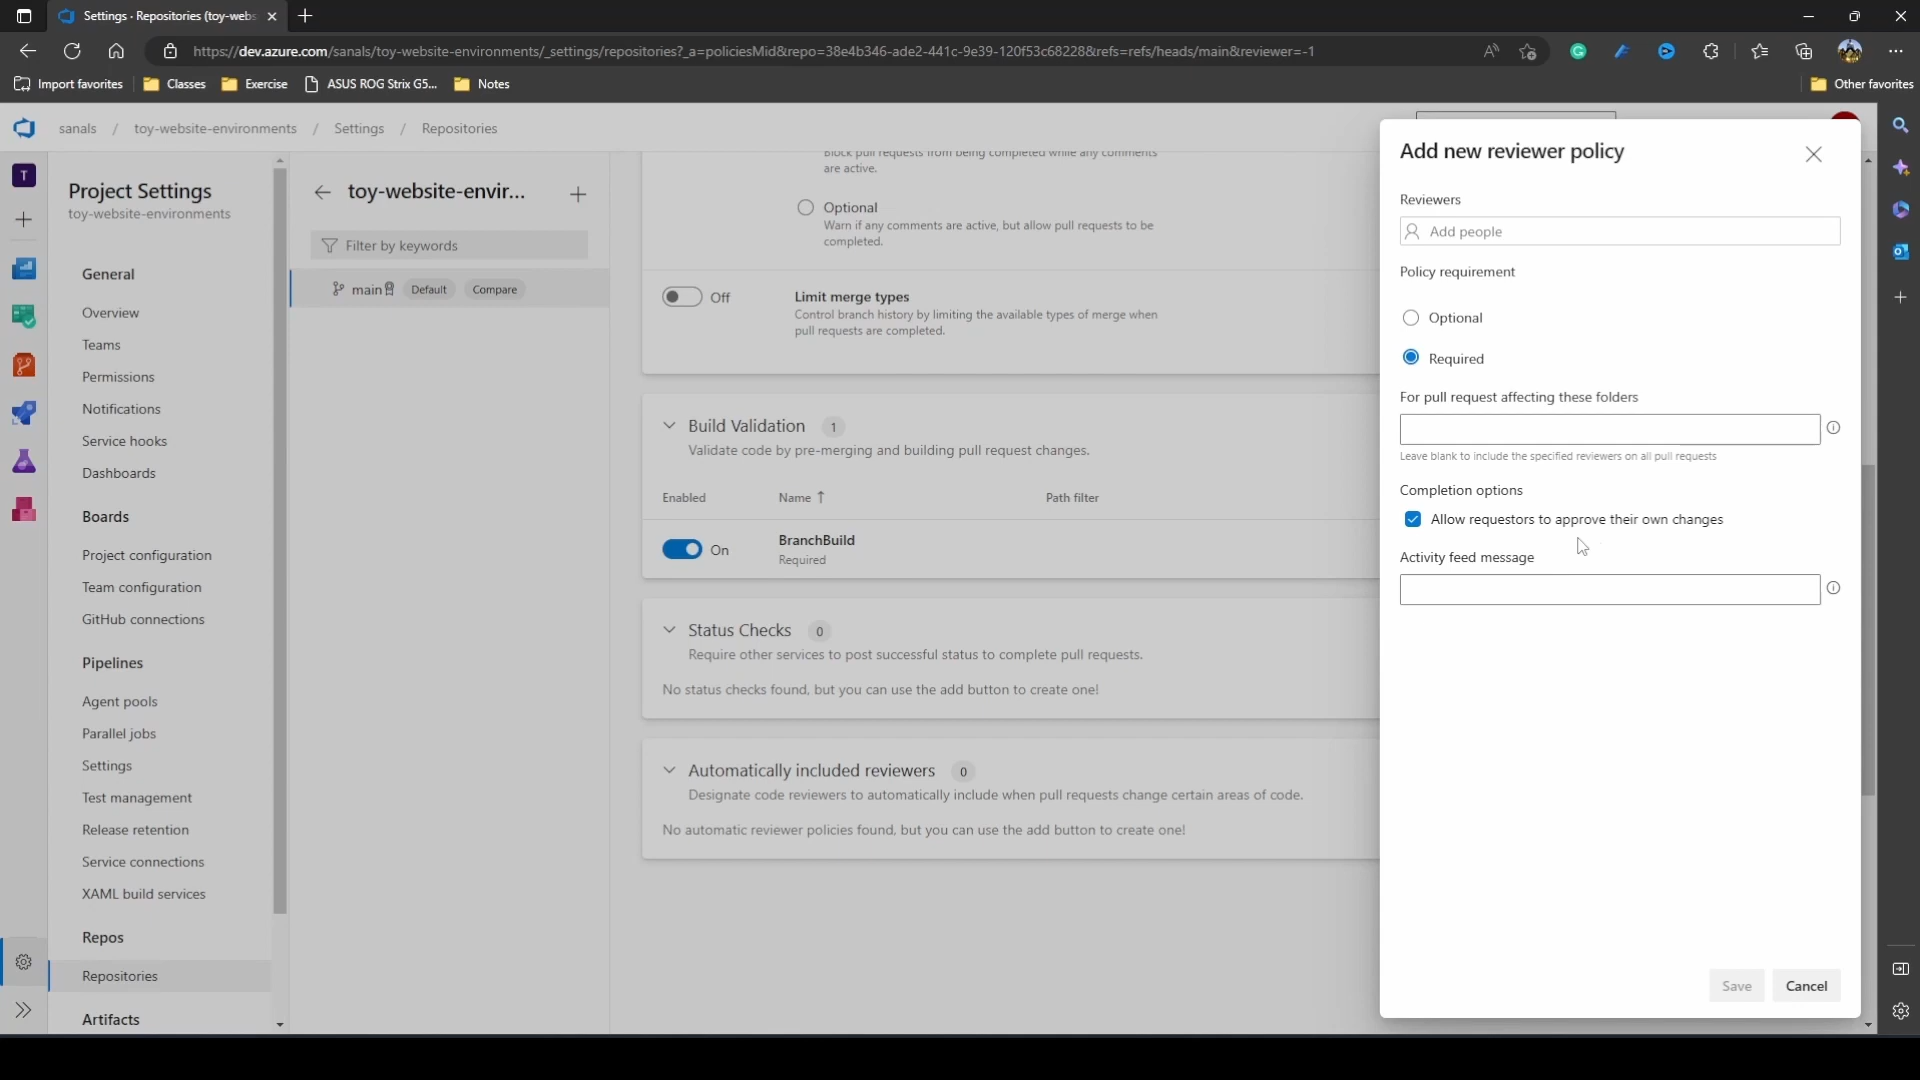 Settings · Repositories (toy-webs
https://dev.azure.com/sanals/toy-website-environments/_settings/repositories?_a=policiesMid&repo=38e4b346-ade2-441c-9e39-120f53c68228&refs=refs/heads/main&reviewer=-1
Import favorites
Classes
Exercise
ASUS ROG Strix G5...
Notes
Other favorites
sanals / toy-website-environments / Settings / Repositories
T
Project Settings
toy-website-environments
General
Overview
Teams
Permissions
Notifications
Service hooks
Dashboards
Boards
Project configuration
Team configuration
GitHub connections
Pipelines
Agent pools
Parallel jobs
Settings
Test management
Release retention
Service connections
XAML build services
Repos
Repositories
Artifacts
toy-website-envir...
Filter by keywords
main Default Compare
Block pull requests from being completed while any comments
are active.
Optional
Warn if any comments are active, but allow pull requests to be
completed.
Off
Limit merge types
Control branch history by limiting the available types of merge when
pull requests are completed.
Build Validation 1
Validate code by pre-merging and building pull request changes.
Enabled Name ↑ Path filter
On
BranchBuild
Required
Status Checks 0
Require other services to post successful status to complete pull requests.
No status checks found, but you can use the add button to create one!
Automatically included reviewers 0
Designate code reviewers to automatically include when pull requests change certain areas of code.
No automatic reviewer policies found, but you can use the add button to create one!
Add new reviewer policy
Reviewers
Add people
Policy requirement
Optional
Required
For pull request affecting these folders
Leave blank to include the specified reviewers on all pull requests
Completion options
Allow requestors to approve their own changes
Activity feed message
Save Cancel